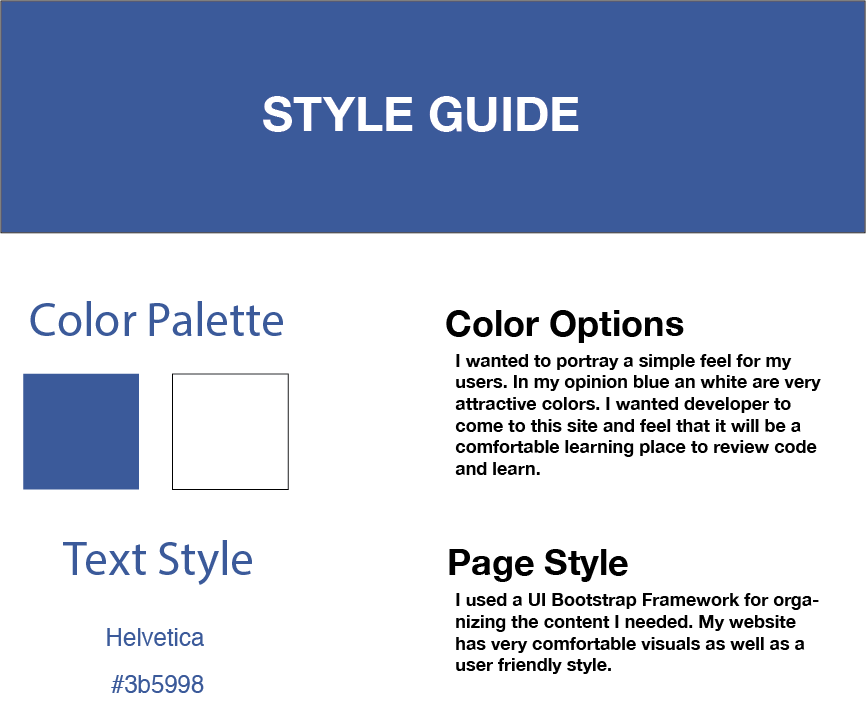 STYLE GUIDE
Color Palette
Color Options
I wanted to portray a simple feel for my
users. In my opinion blue an white are very
attractive colors. I wanted developer to
come to this site and feel that it will be a
comfortable learning place to review code
and learn.
Text Style
Helvetica
#3b5998
Page Style
I used a UI Bootstrap Framework for orga-
nizing the content I needed. My website
has very comfortable visuals as well as a
user friendly style.